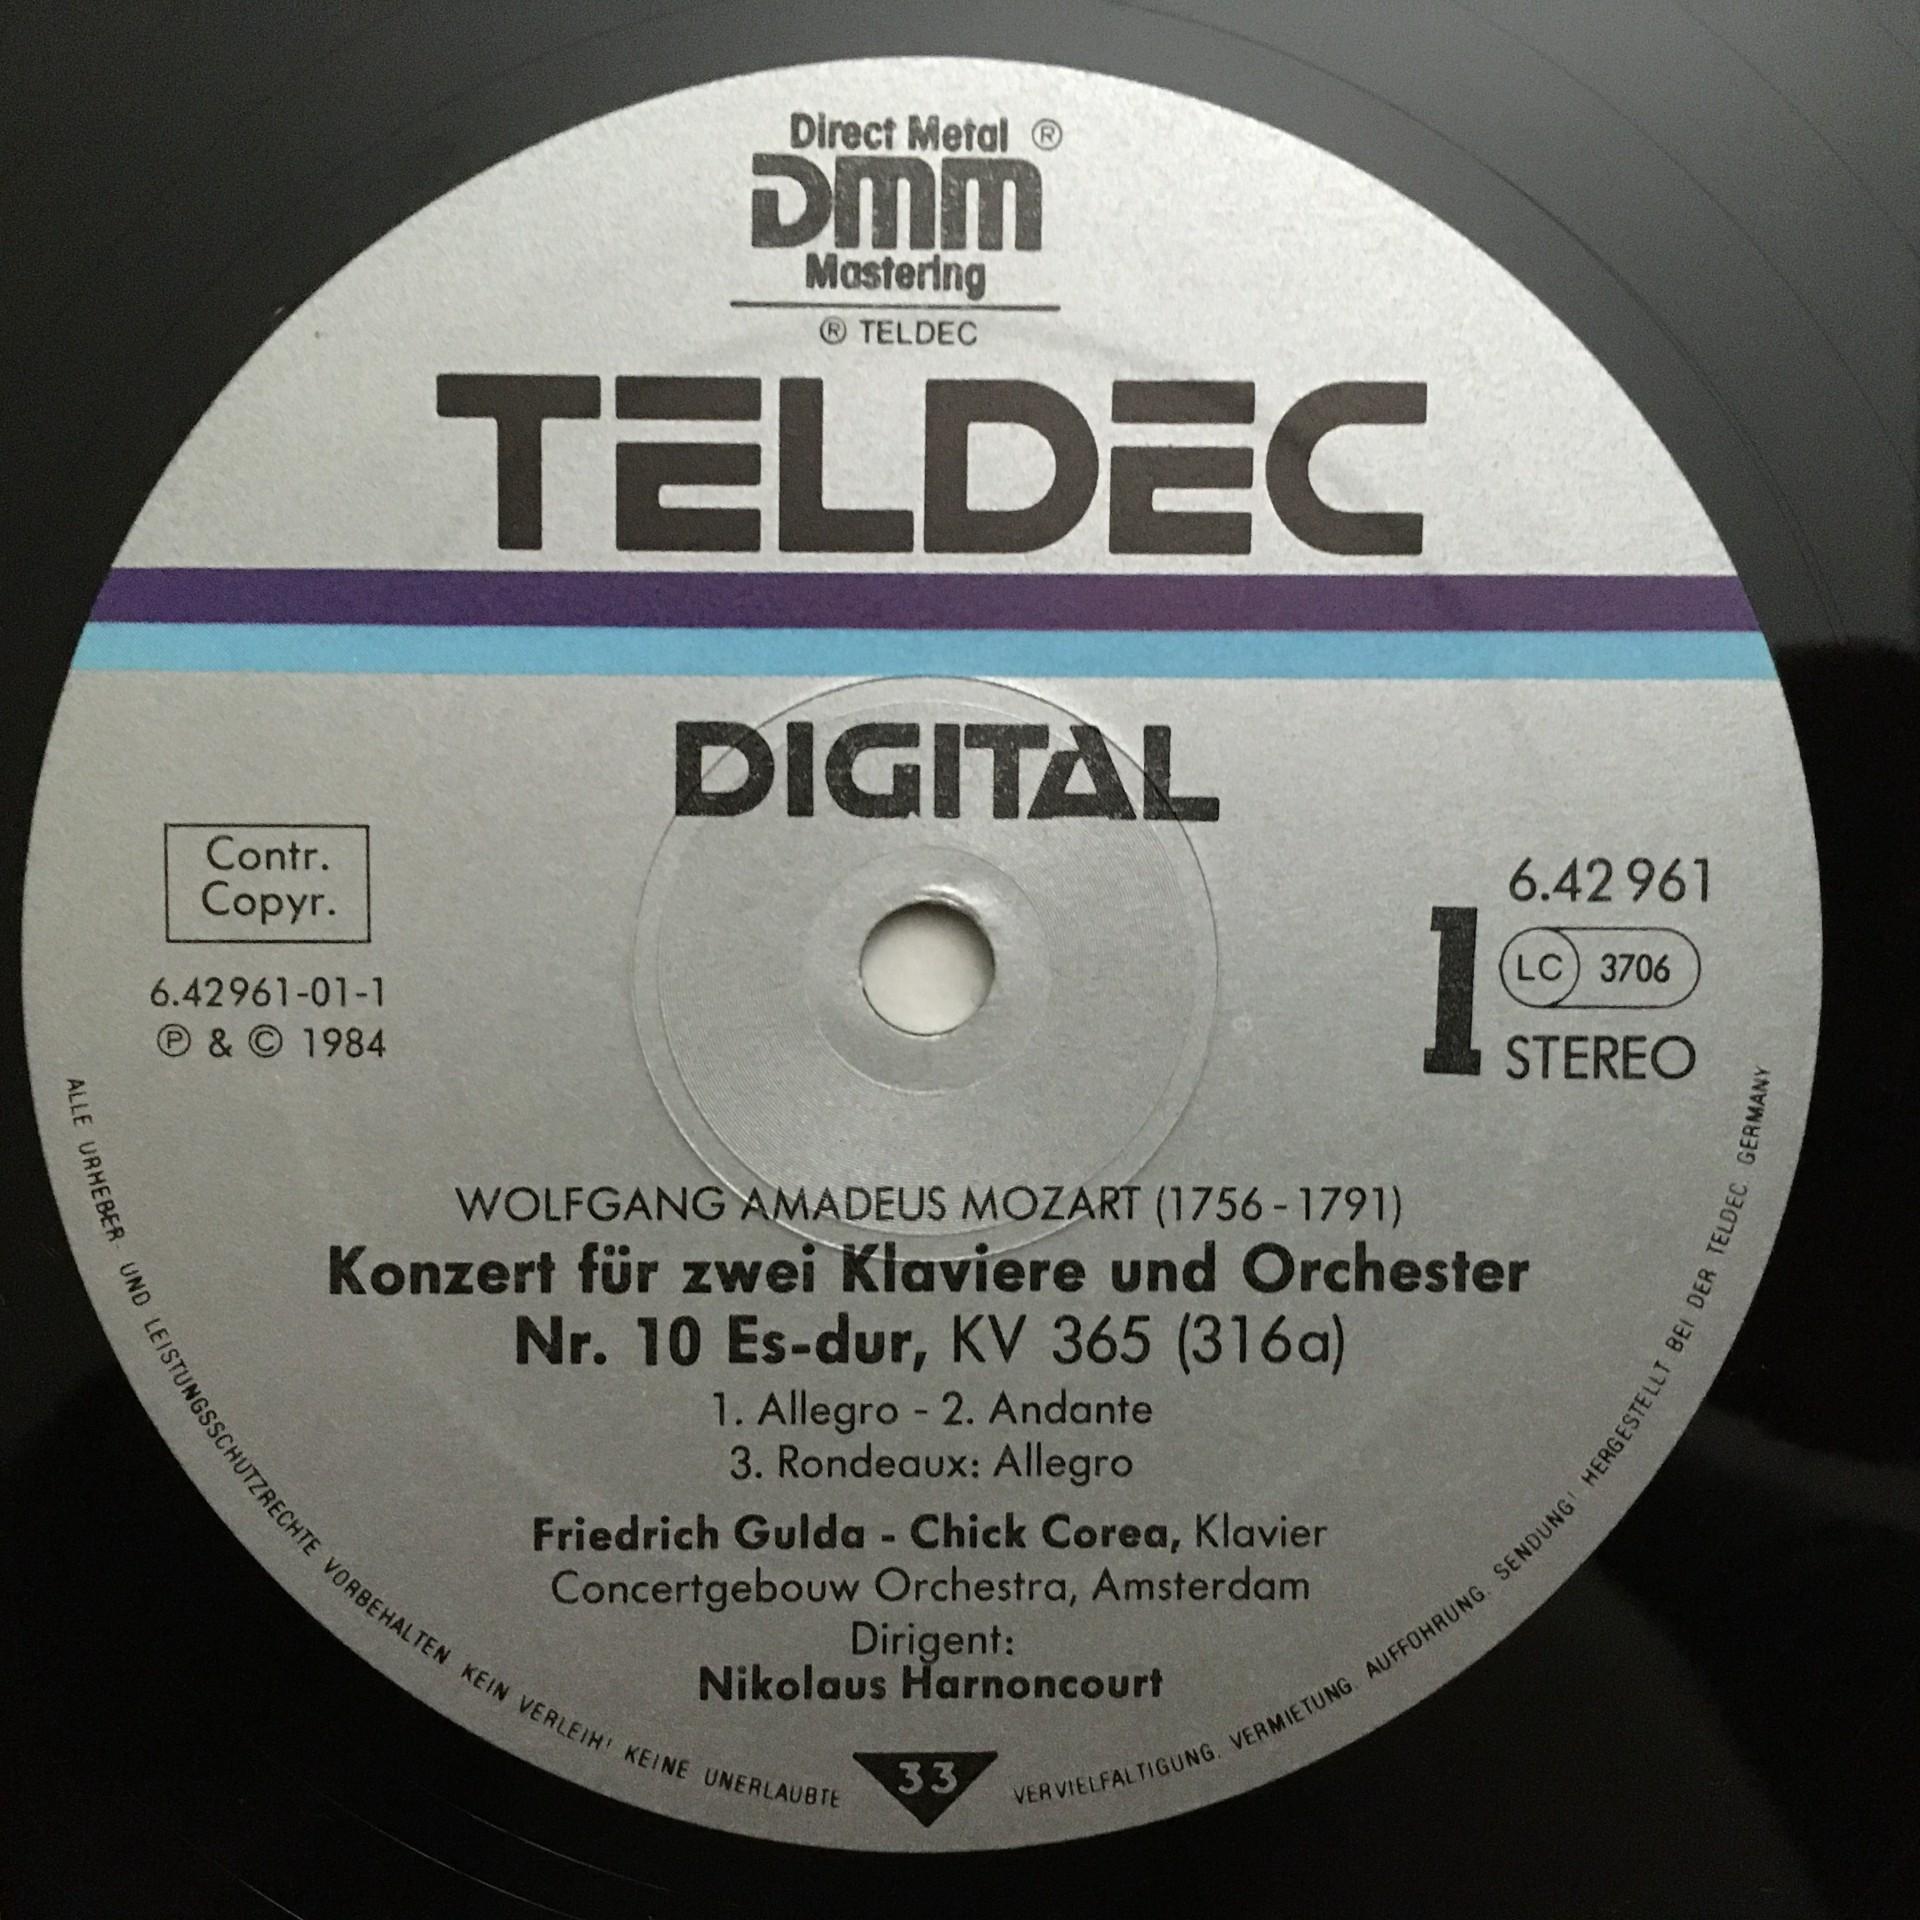 Direct Metal ®
DMM
Mastering
® TELDEC
TELDEC
DIGITAL
Contr.
Copyr.
6.42961-01-1
℗ & © 1984
6.42 961
1
LC 3706
STEREO
WOLFGANG AMADEUS MOZART (1756-1791)
Konzert für zwei Klaviere und Orchester
Nr. 10 Es-dur, KV 365 (316a)
1. Allegro - 2. Andante
3. Rondeaux: Allegro
Friedrich Gulda - Chick Corea, Klavier
Concertgebouw Orchestra, Amsterdam
Dirigent:
Nikolaus Harnoncourt
33
ALLE URHEBER- UND LEISTUNGSSCHUTZRECHTE VORBEHALTEN KEIN VERLEIH! KEINE UNERLAUBTE VERVIELFALTIGUNG, VERMIETUNG, AUFFÜHRUNG, SENDUNG! HERGESTELLT BEI DER TELDEC GERMANY